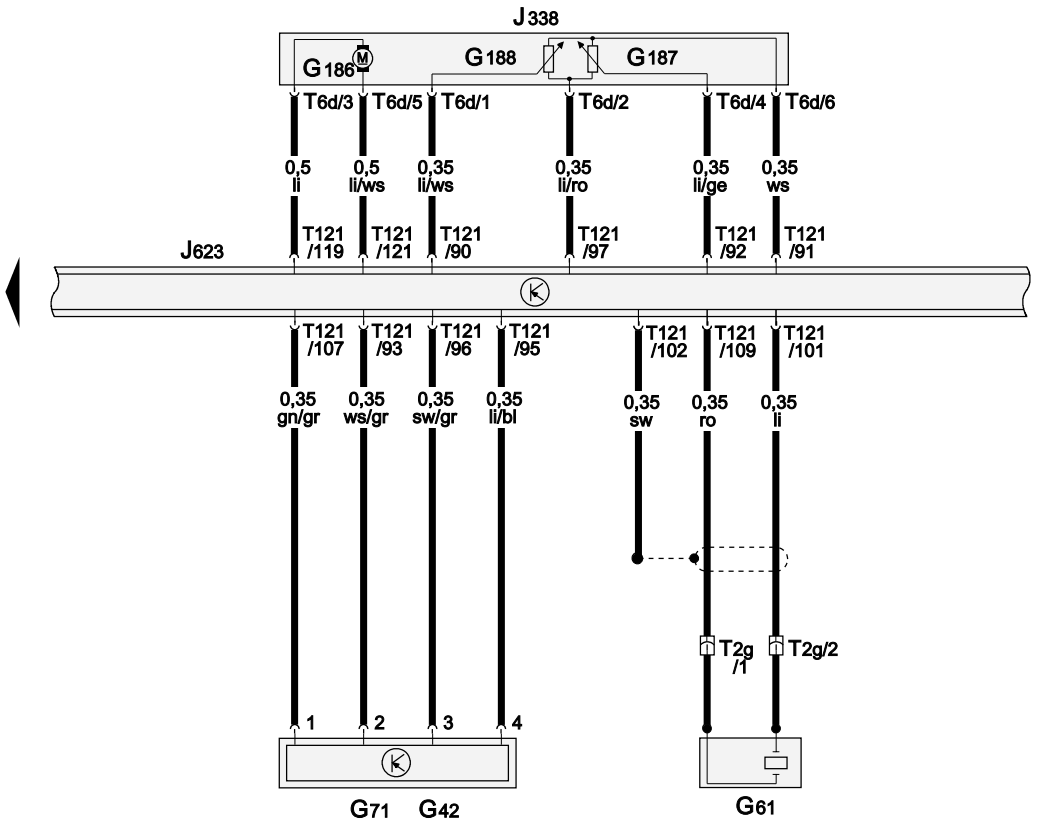 J338
G186
M
G188
G187
T6d/3
T6d/5
T6d/1
T6d/2
T6d/4
T6d/6
0,5
li
0,5
li/ws
0,35
li/ws
0,35
li/ro
0,35
li/ge
0,35
ws
J623
T121
/119
T121
/121
T121
/90
T121
/97
T121
/92
T121
/91
T121
/107
T121
/93
T121
/96
T121
/95
T121
/102
T121
/109
T121
/101
0,35
gn/gr
0,35
ws/gr
0,35
sw/gr
0,35
li/bl
0,35
sw
0,35
ro
0,35
li
T2g
/1
T2g/2
1
2
3
4
G71
G42
G61